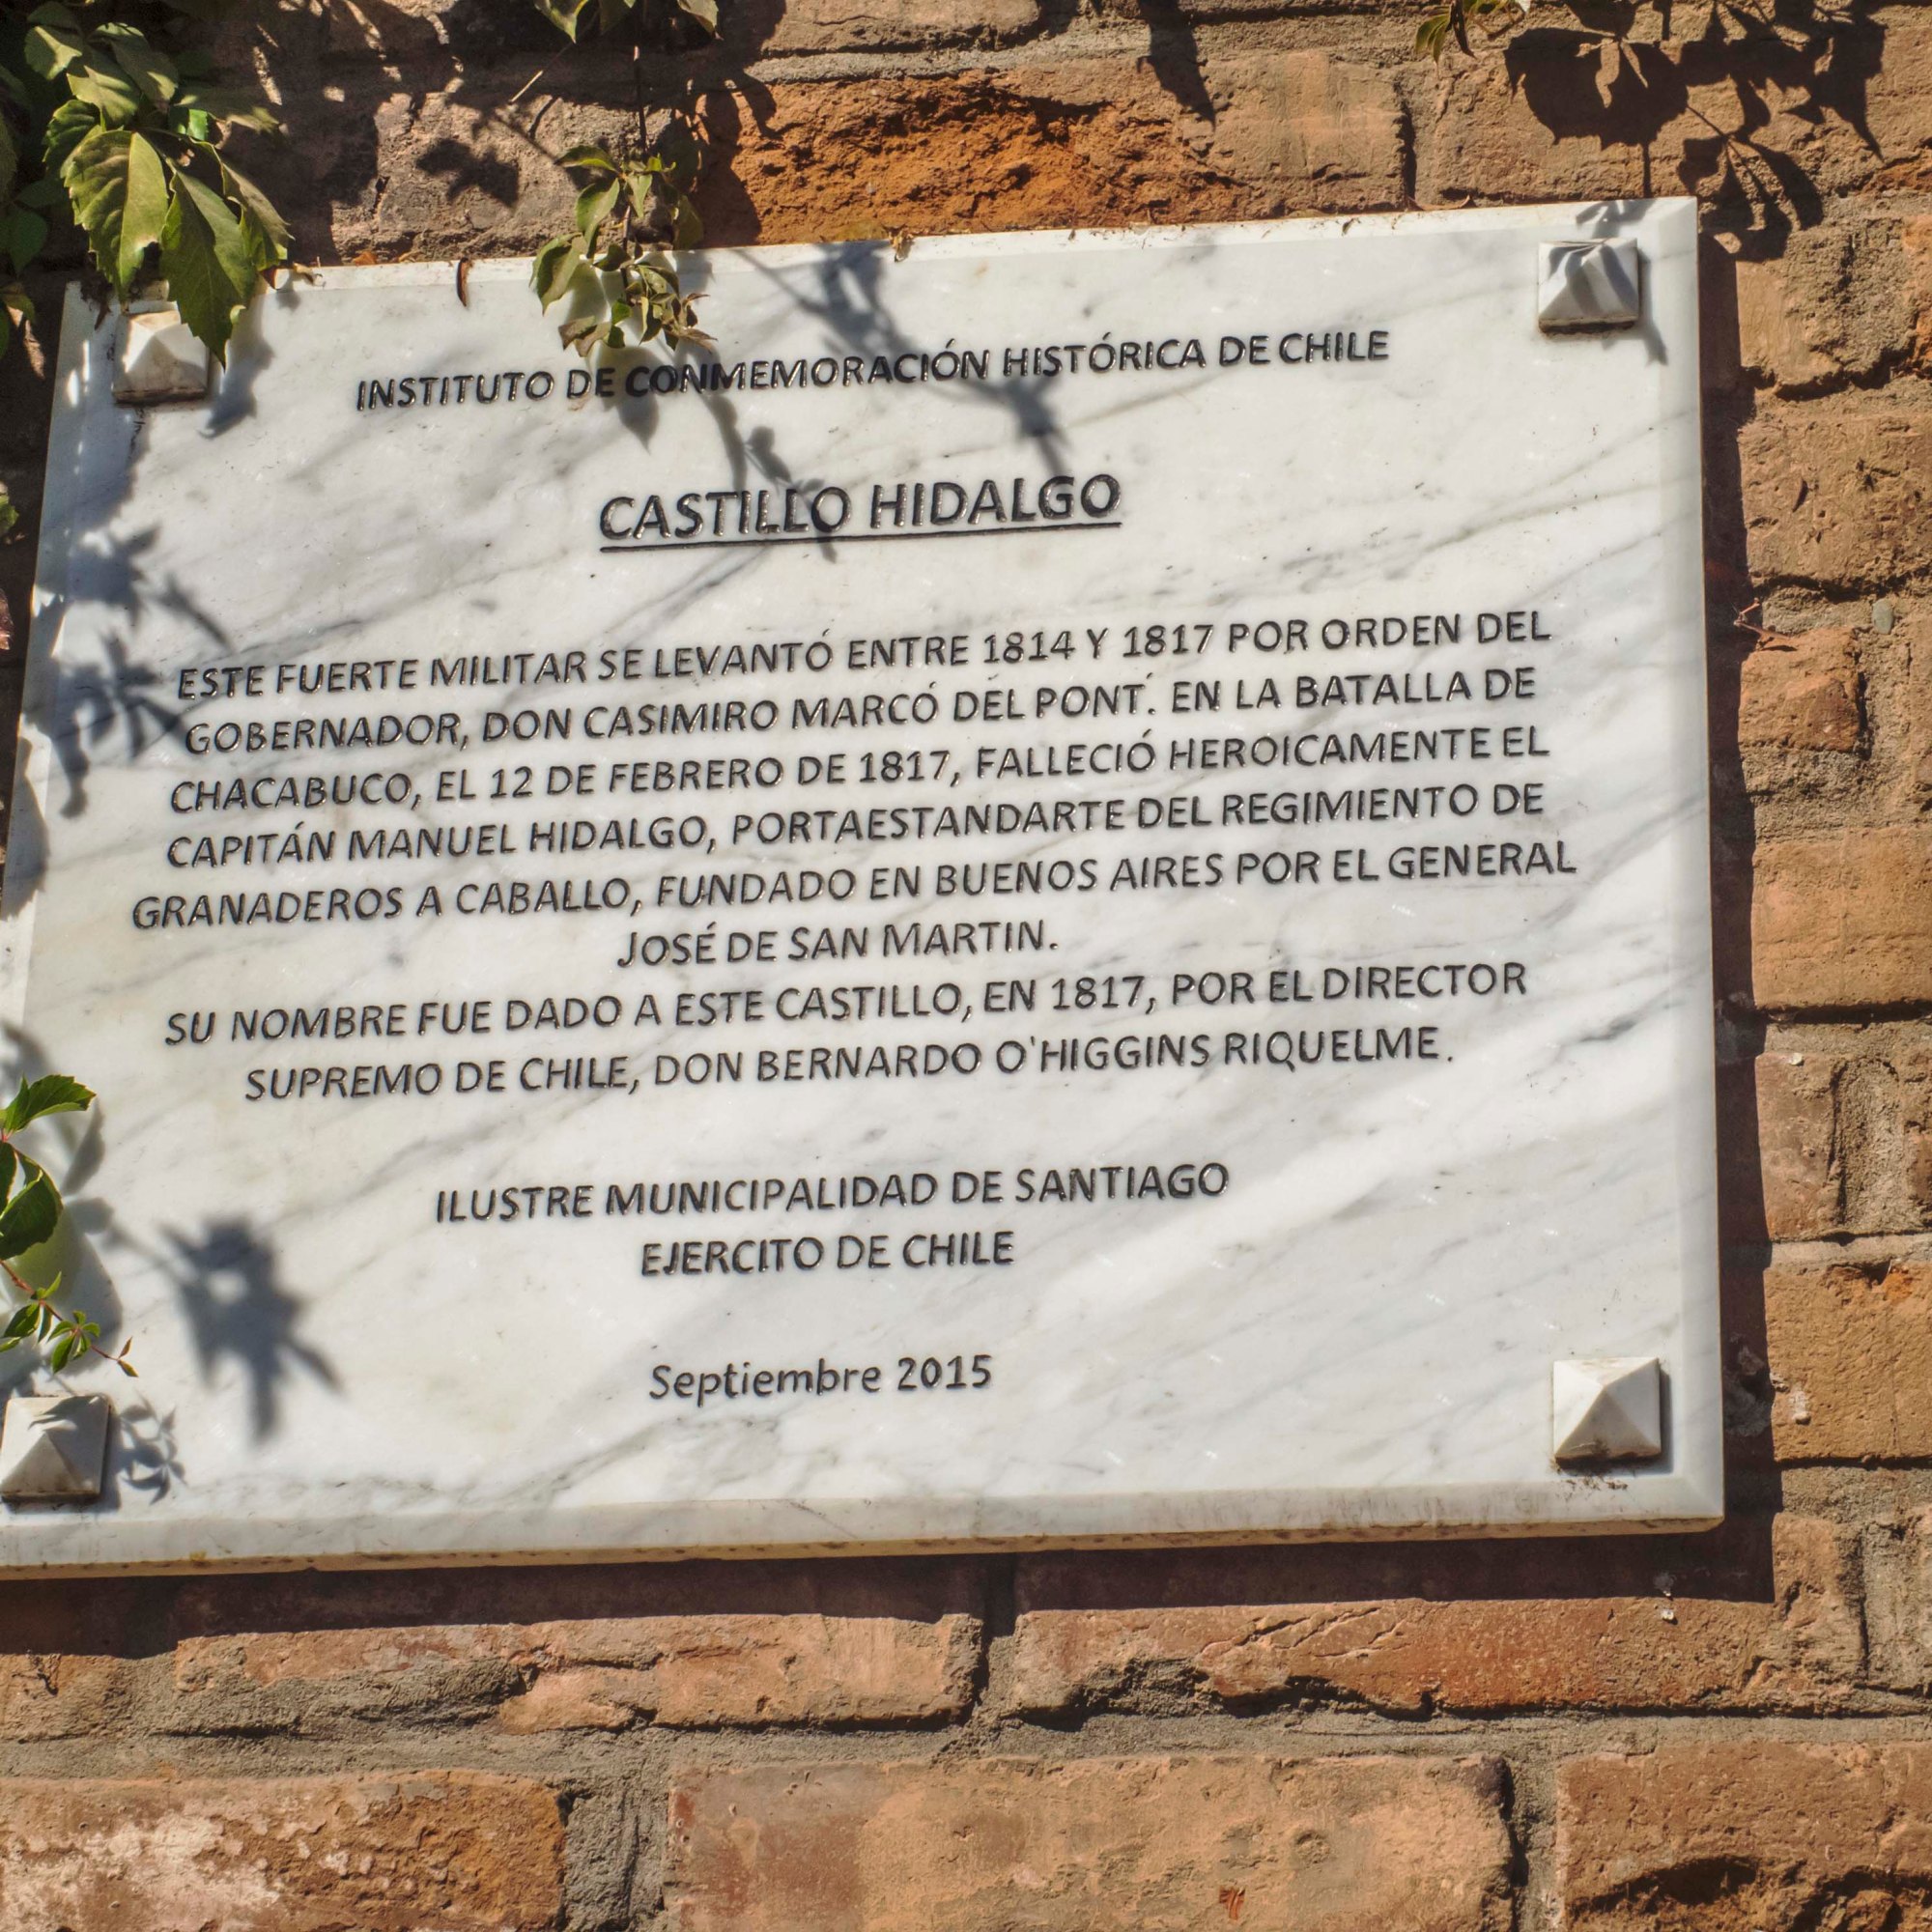 INSTITUTO DE CONMEMORACIÓN HISTÓRICA DE CHILE
CASTILLO HIDALGO
ESTE FUERTE MILITAR SE LEVANTÓ ENTRE 1814 Y 1817 POR ORDEN DEL
GOBERNADOR, DON CASIMIRO MARCÓ DEL PONT. EN LA BATALLA DE
CHACABUCO, EL 12 DE FEBRERO DE 1817, FALLECIÓ HEROICAMENTE EL
CAPITÁN MANUEL HIDALGO, PORTAESTANDARTE DEL REGIMIENTO DE
GRANADEROS A CABALLO, FUNDADO EN BUENOS AIRES POR EL GENERAL
JOSÉ DE SAN MARTIN.
SU NOMBRE FUE DADO A ESTE CASTILLO, EN 1817, POR EL DIRECTOR
SUPREMO DE CHILE, DON BERNARDO O'HIGGINS RIQUELME.
ILUSTRE MUNICIPALIDAD DE SANTIAGO
EJERCITO DE CHILE
Septiembre 2015